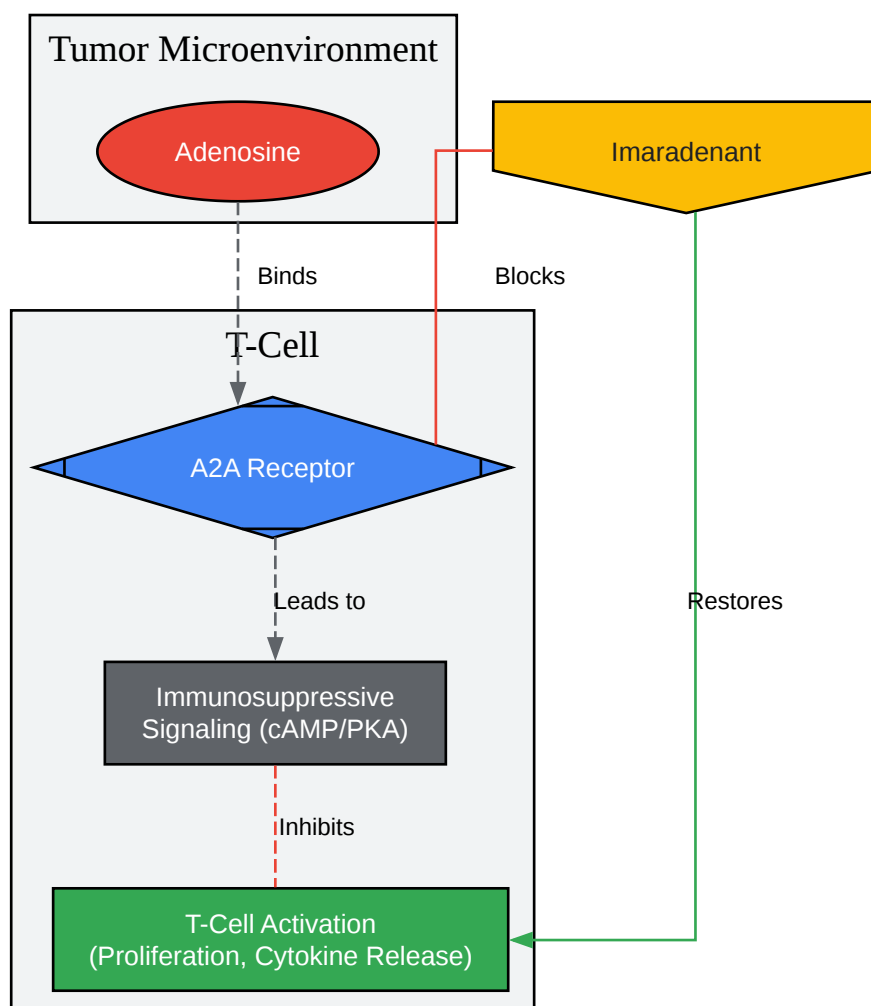 Tumor Microenvironment
Adenosine
Imaradenant
Binds
Blocks
T-Cell
A2A Receptor
Leads to
Restores
Immunosuppressive
Signaling (cAMP/PKA)
Inhibits
T-Cell Activation
(Proliferation, Cytokine Release)